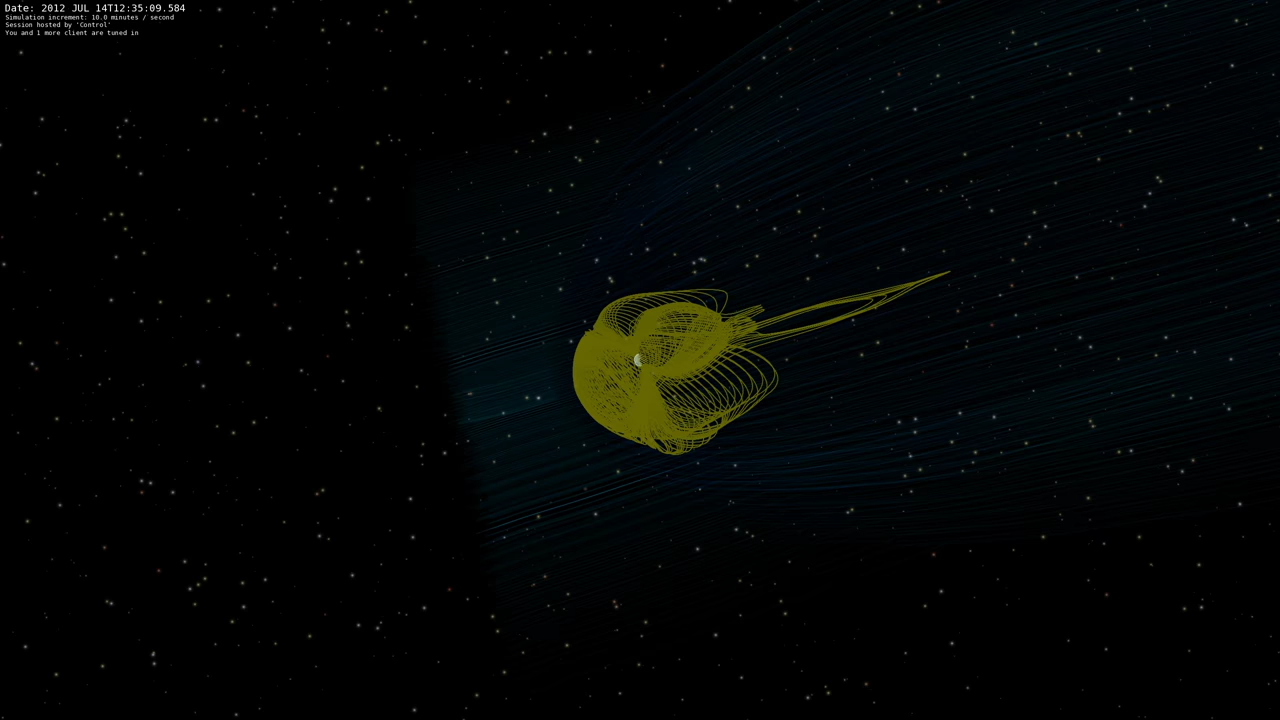 Date: 2012 JUL 14T12:35:09.584
Simulation increment: 10.0 minutes / second
Session hosted by 'Control'
You and 1 more client are tuned in